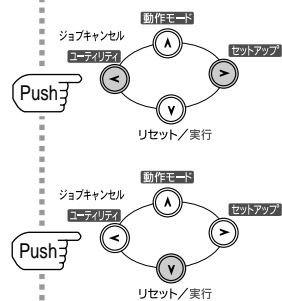 動作モード
ジョブキャンセル
ユーティリティ
セットアップ
Push
リセット／実行
動作モード
ジョブキャンセル
ユーティリティ
セットアップ
Push
リセット／実行